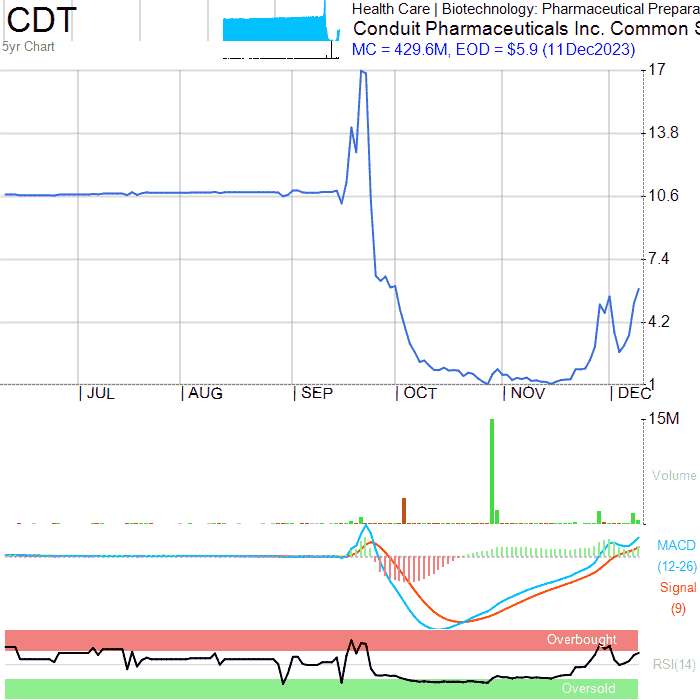 CDT
5yr Chart
Health Care | Biotechnology: Pharmaceutical Prepara
Conduit Pharmaceuticals Inc. Common S
MC = 429.6M, EOD = $5.9 (11Dec2023)
17
13.8
10.6
7.4
4.2
1
JUL
AUG
SEP
OCT
NOV
DEC
15M
Volume
MACD
(12-26)
Signal
(9)
Overbought
RSI(14)
Oversold